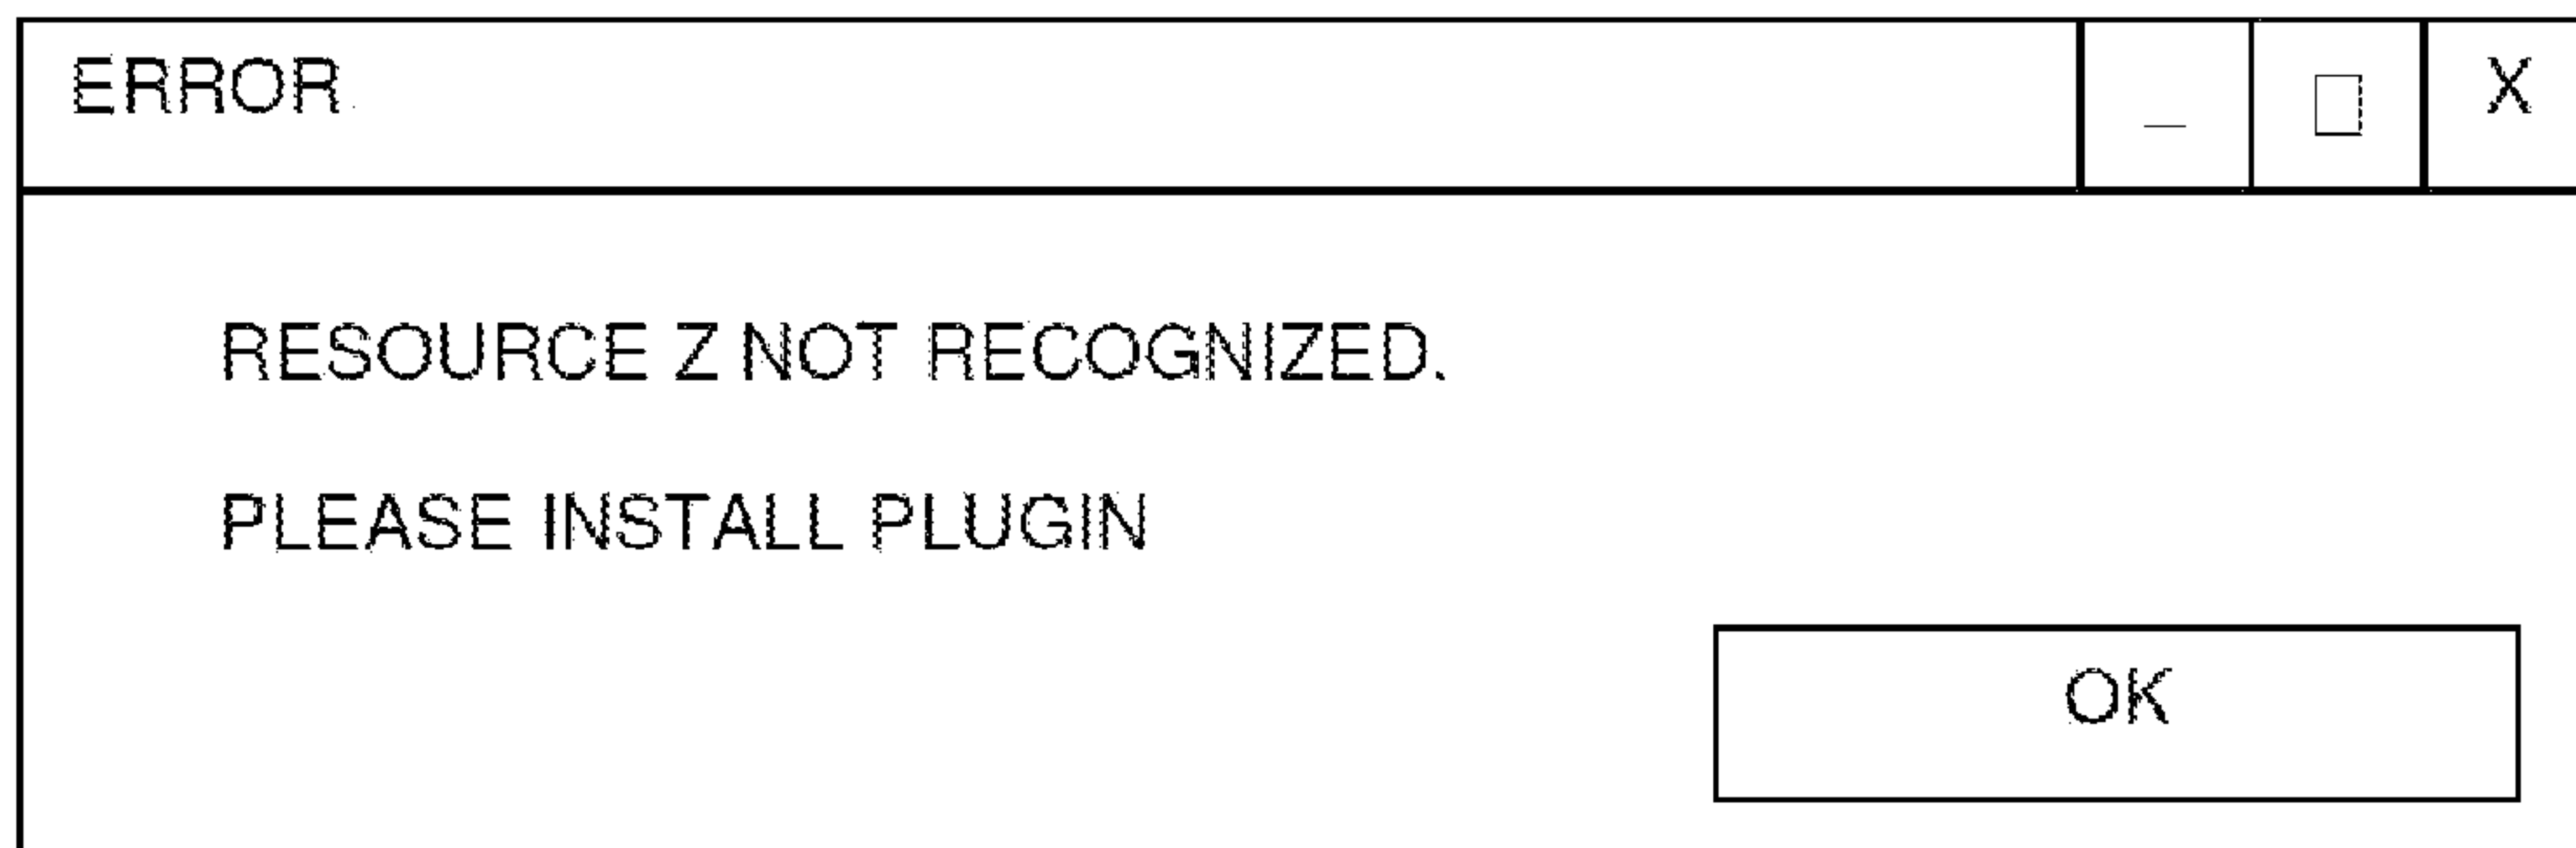 ERROR _ □ X
RESOURCE Z NOT RECOGNIZED.
PLEASE INSTALL PLUGIN
OK